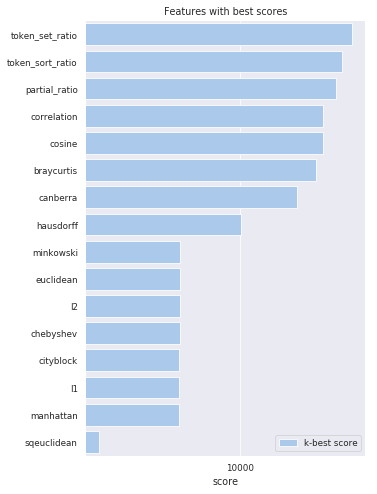 Features with best scores
token_set_ratio
token_sort_ratio
partial_ratio
correlation
cosine
braycurtis
canberra
hausdorff
minkowski
euclidean
l2
chebyshev
cityblock
l1
manhattan
sqeuclidean
k-best score
10000
score